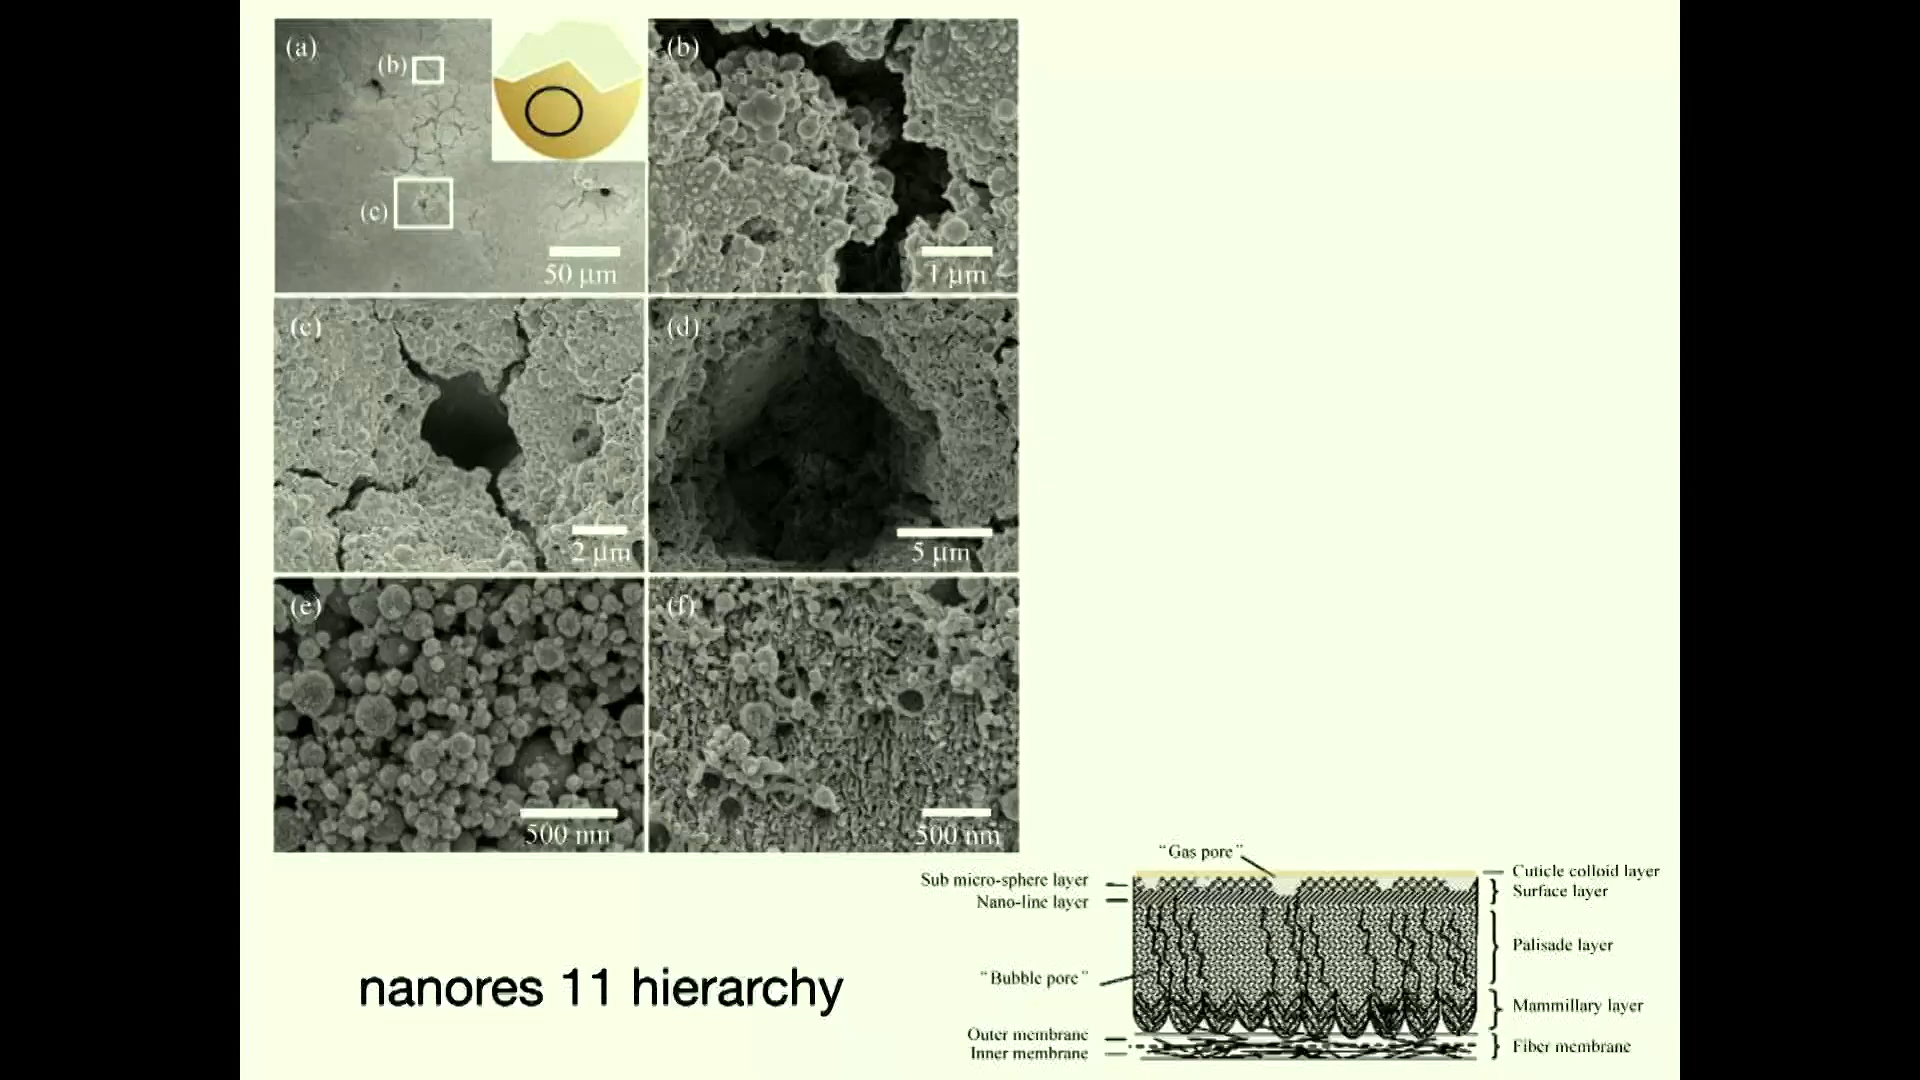 (a)
(b)
(c)
50 μm
(b)
1 μm
(c)
2 μm
(d)
5 μm
(e)
500 nm
(f)
500 nm
"Gas pore"
Sub micro-sphere layer
Nano-line layer
"Bubble pore"
Outer membrane
Inner membrane
Cuticle colloid layer
Surface layer
Palisade layer
Mammillary layer
Fiber membrane
nanores 11 hierarchy